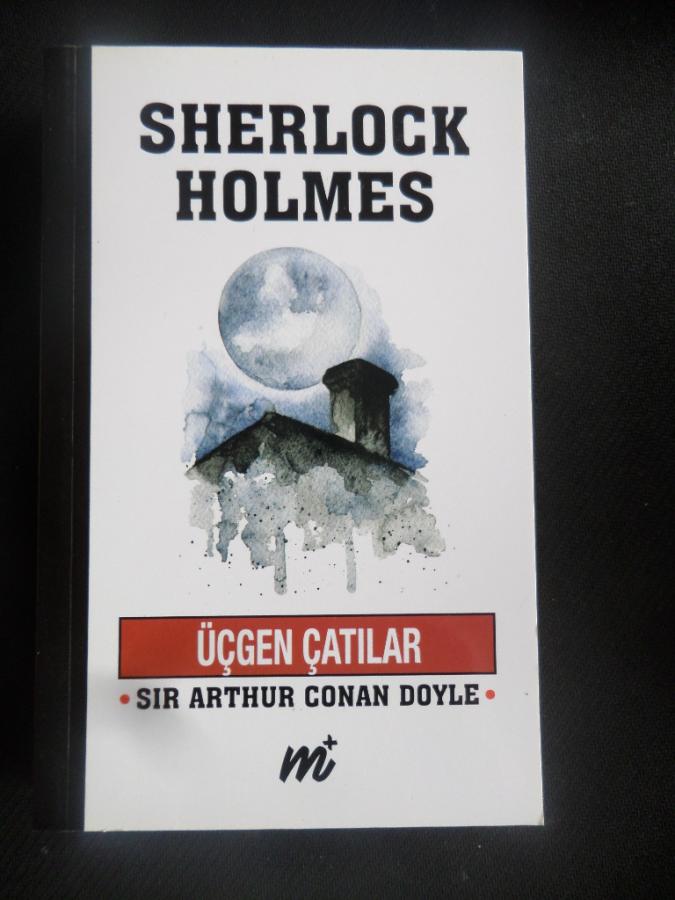 SHERLOCK
HOLMES
ÜÇGEN ÇATILAR
• SIR ARTHUR CONAN DOYLE •
m+